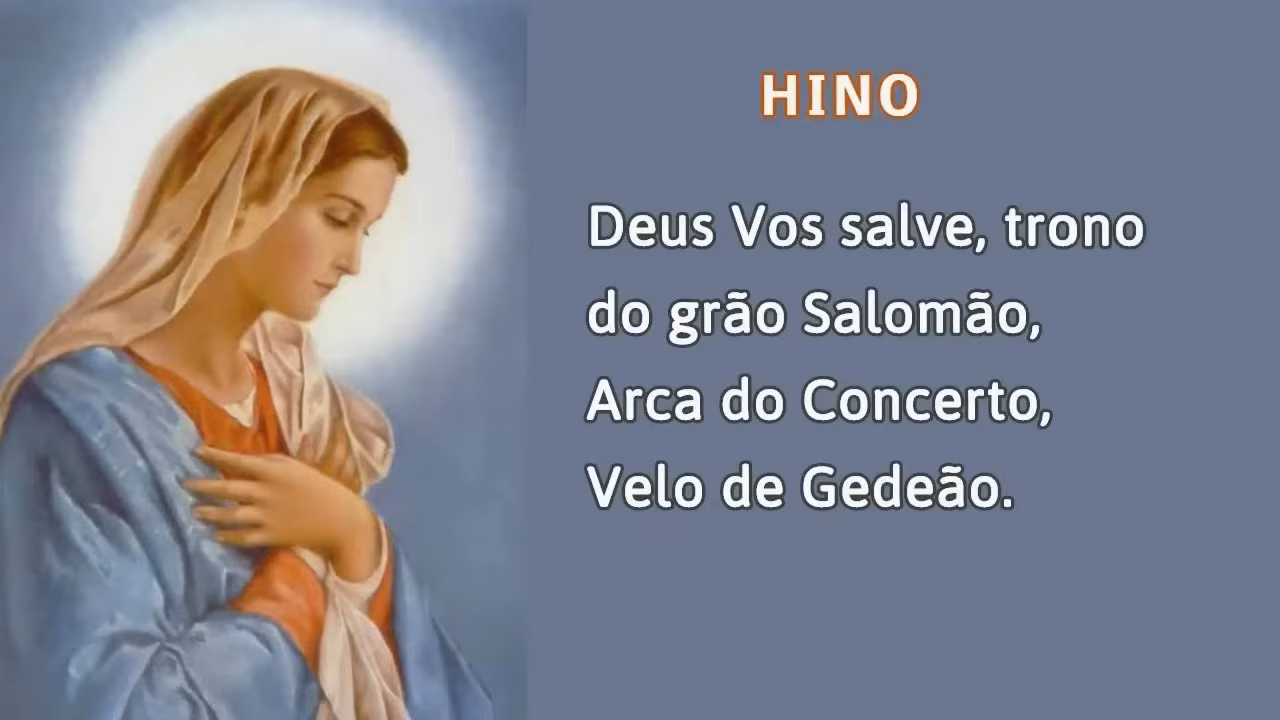 HINO
Deus Vos salve, trono
do grão Salomão,
Arca do Concerto,
Velo de Gedeão.